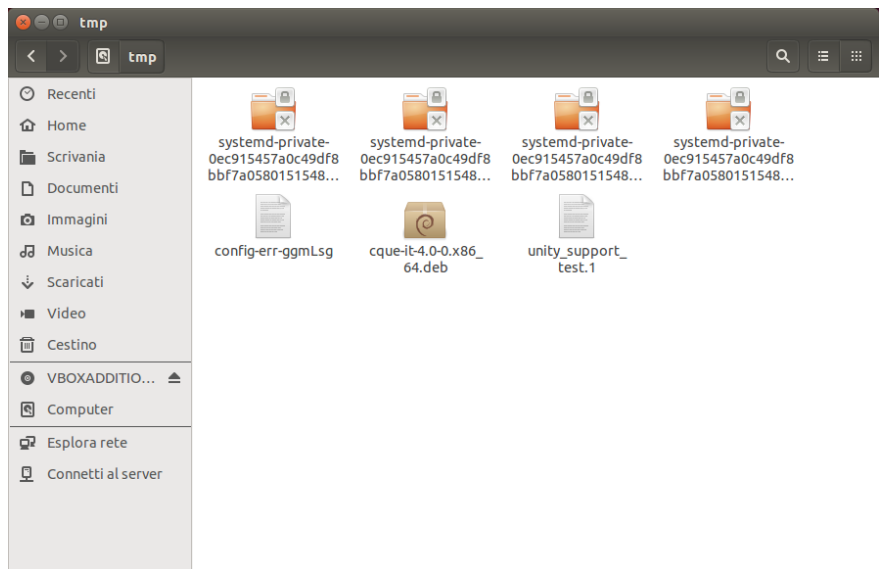 tmp
tmp
Recenti
Home
Scrivania
Documenti
Immagini
Musica
Scaricati
Video
Cestino
VBOXADDITIO...
Computer
Esplora rete
Connetti al server
systemd-private- systemd-private- systemd-private- systemd-private-
0ec915457a0c49df8 0ec915457a0c49df8 0ec915457a0c49df8 0ec915457a0c49df8
bbf7a0580151548... bbf7a0580151548... bbf7a0580151548... bbf7a0580151548...
config-err-ggmLsg cque-it-4.0-0.x86_ unity_support_
64.deb test.1